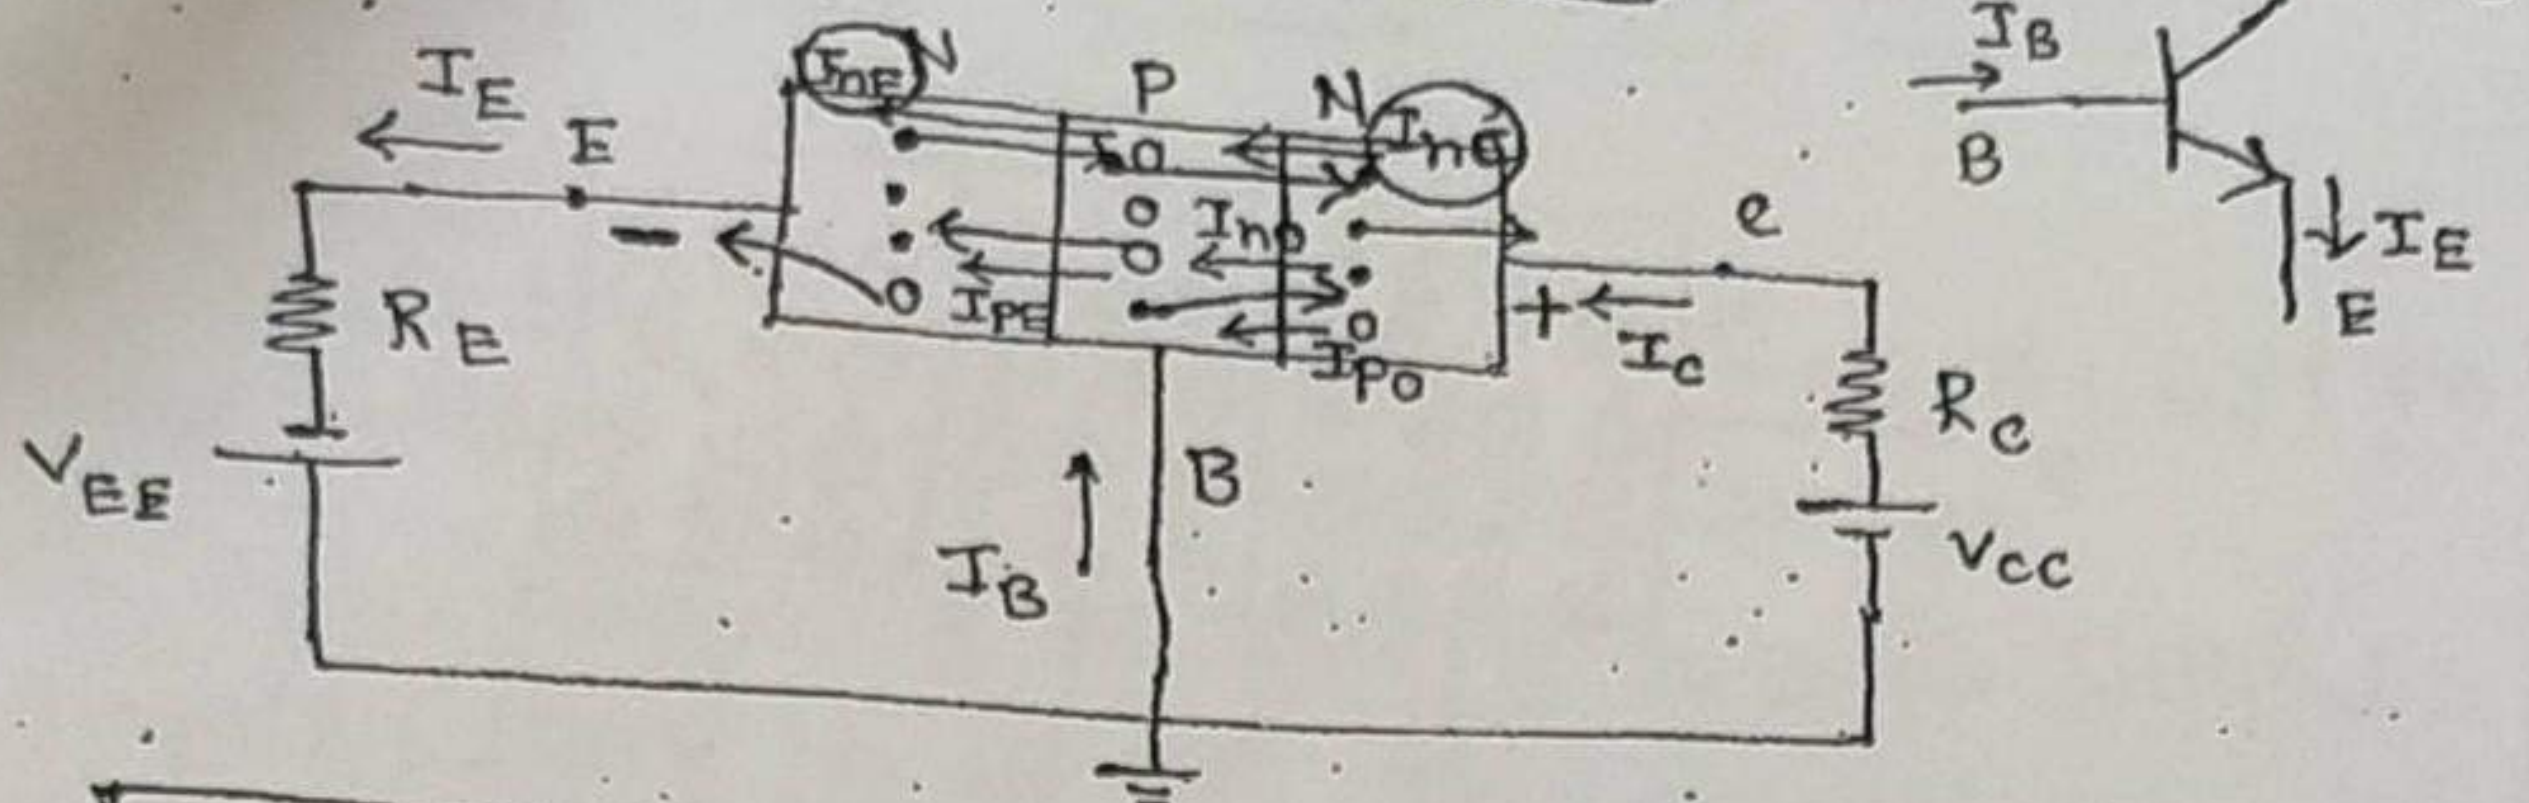 I_E
E
I_nE
N
P
N
I_nC
I_B
B
I_E
E
−
I_PE
I_no
I_PO
+
I_C
c
R_E
V_EE
I_B
B
R_C
V_CC